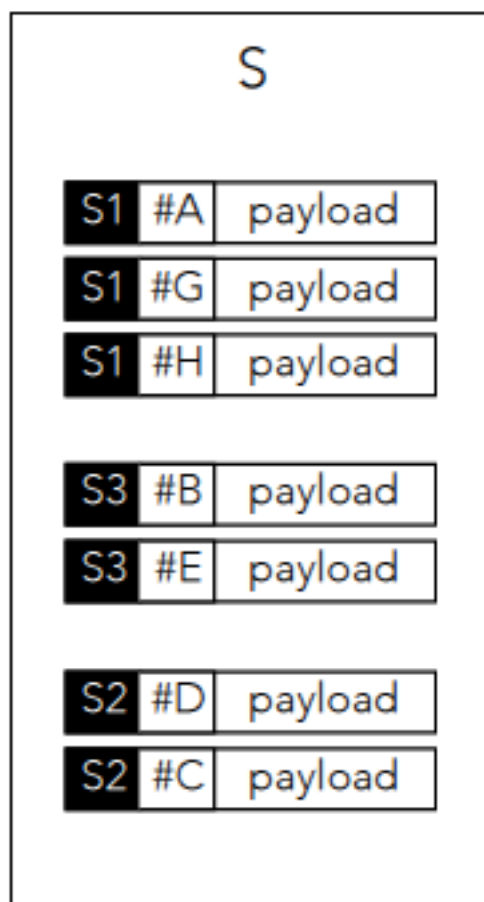 S
S1 #A payload
S1 #G payload
S1 #H payload
S3 #B payload
S3 #E payload
S2 #D payload
S2 #C payload